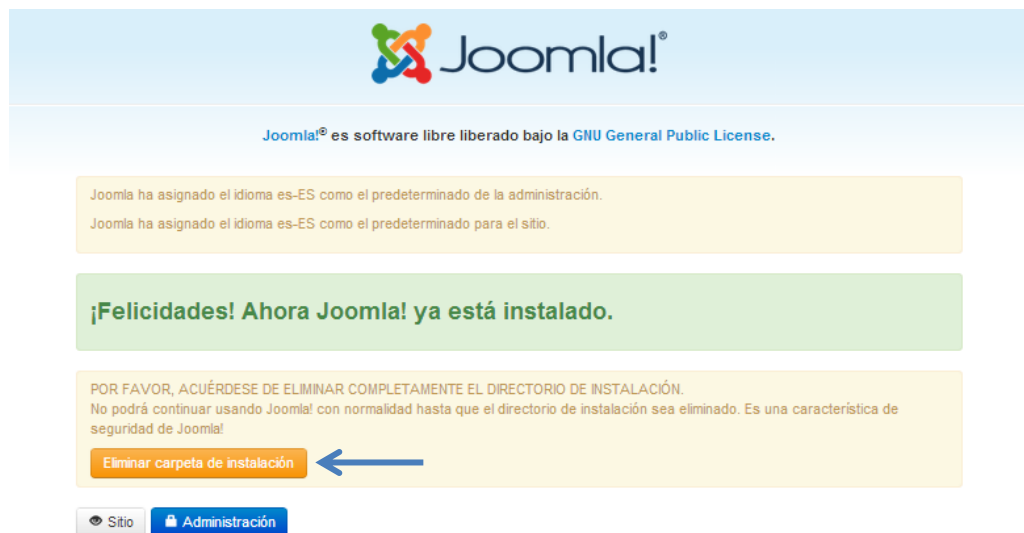 Joomla!®
Joomla!® es software libre liberado bajo la GNU General Public License.
Joomla ha asignado el idioma es-ES como el predeterminado de la administración.
Joomla ha asignado el idioma es-ES como el predeterminado para el sitio.
¡Felicidades! Ahora Joomla! ya está instalado.
POR FAVOR, ACUÉRDESE DE ELIMINAR COMPLETAMENTE EL DIRECTORIO DE INSTALACIÓN.
No podrá continuar usando Joomla! con normalidad hasta que el directorio de instalación sea eliminado. Es una característica de
seguridad de Joomla!
Eliminar carpeta de instalación
Sitio
Administración